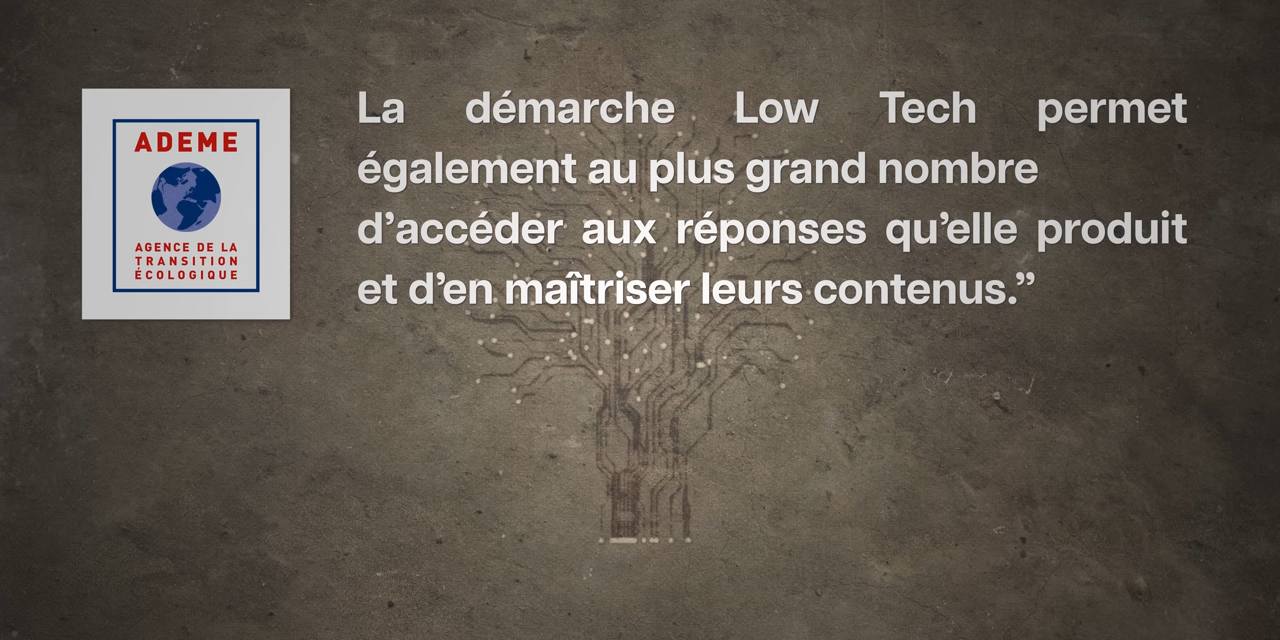 ADEME
AGENCE DE LA
TRANSITION
ÉCOLOGIQUE
La démarche Low Tech permet
également au plus grand nombre
d’accéder aux réponses qu’elle produit
et d’en maîtriser leurs contenus.”